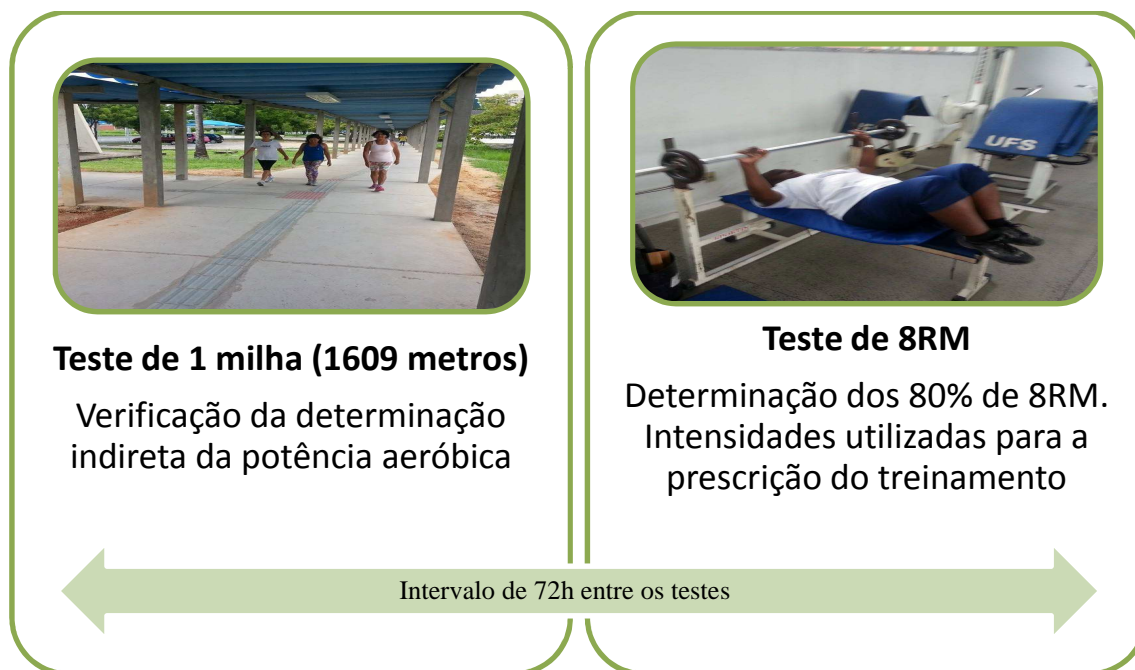 UFS
Teste de 1 milha (1609 metros)
Verificação da determinação
indireta da potência aeróbica
Teste de 8RM
Determinação dos 80% de 8RM.
Intensidades utilizadas para a
prescrição do treinamento
Intervalo de 72h entre os testes